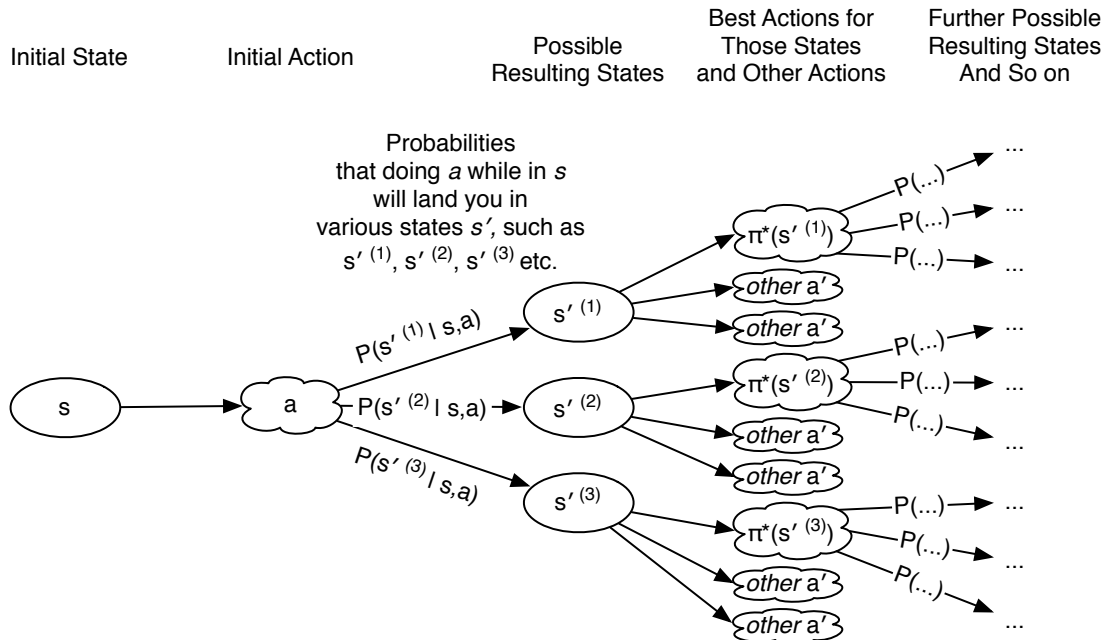 Initial State
Initial Action
Possible
Resulting States
Best Actions for
Those States
and Other Actions
Further Possible
Resulting States
And So on
Probabilities
that doing a while in s
will land you in
various states s′, such as
s′ (1), s′ (2), s′ (3) etc.
s
a
P(s′ (1) | s,a)
P(s′ (2) | s,a)
P(s′ (3) | s,a)
s′ (1)
π*(s′ (1))
other a′
other a′
P(...)
P(...)
P(...)
...
...
...
s′ (2)
π*(s′ (2))
other a′
other a′
P(...)
P(...)
P(...)
...
...
...
s′ (3)
π*(s′ (3))
other a′
other a′
P(...)
P(...)
P(...)
...
...
...